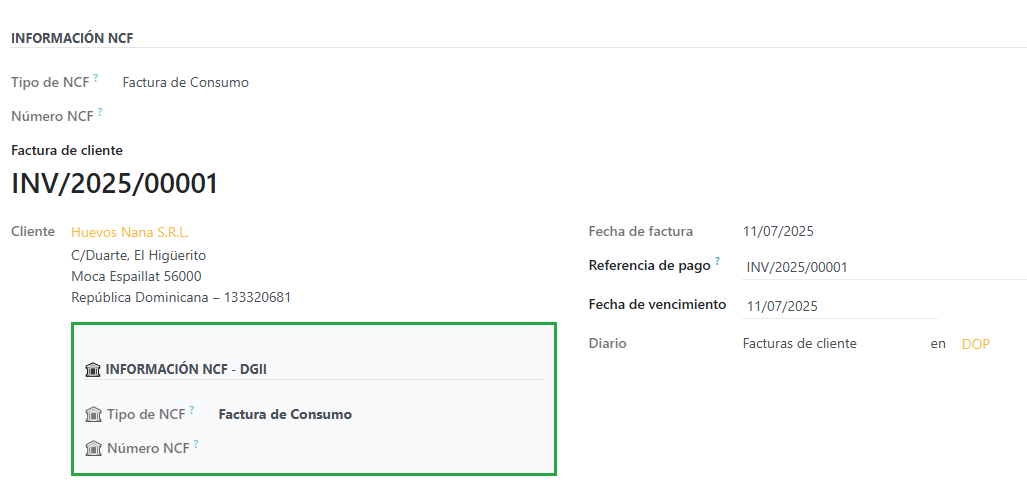 INFORMACIÓN NCF
Tipo de NCF ? Factura de Consumo
Número NCF ?
Factura de cliente
INV/2025/00001
Cliente Huevos Nana S.R.L.
C/Duarte, El Higüerito
Moca Espaillat 56000
República Dominicana – 133320681
Fecha de factura 11/07/2025
Referencia de pago ? INV/2025/00001
Fecha de vencimiento 11/07/2025
Diario Facturas de cliente en DOP
INFORMACIÓN NCF - DGII
Tipo de NCF ? Factura de Consumo
Número NCF ?